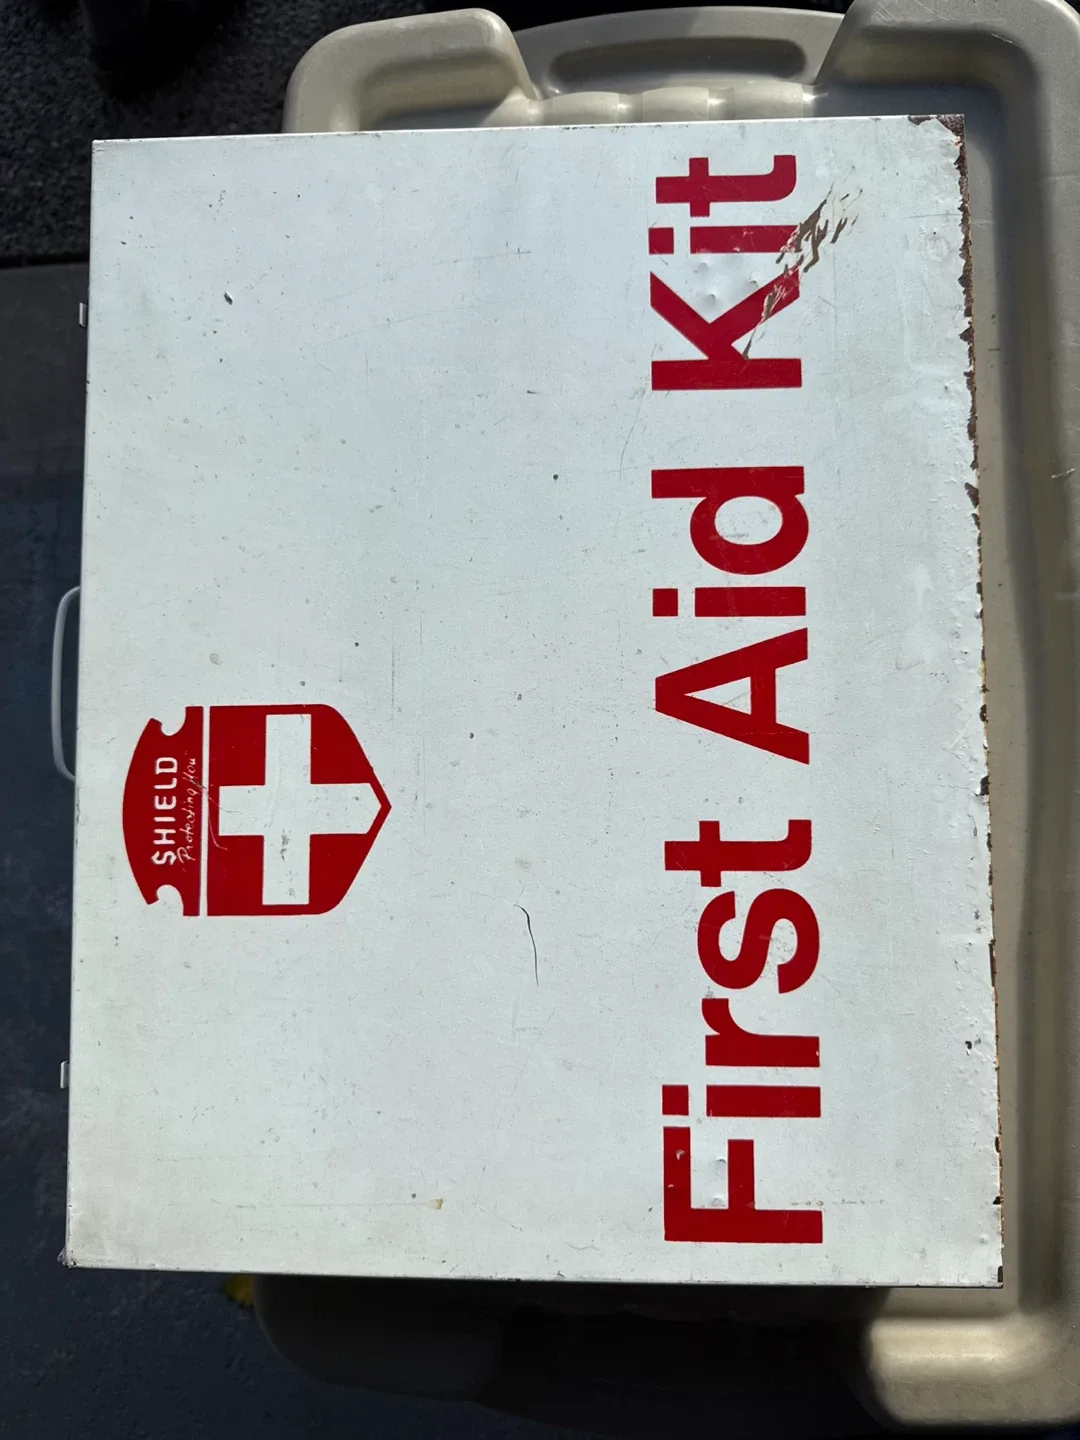 SHIELD
Protecting You
First Aid Kit